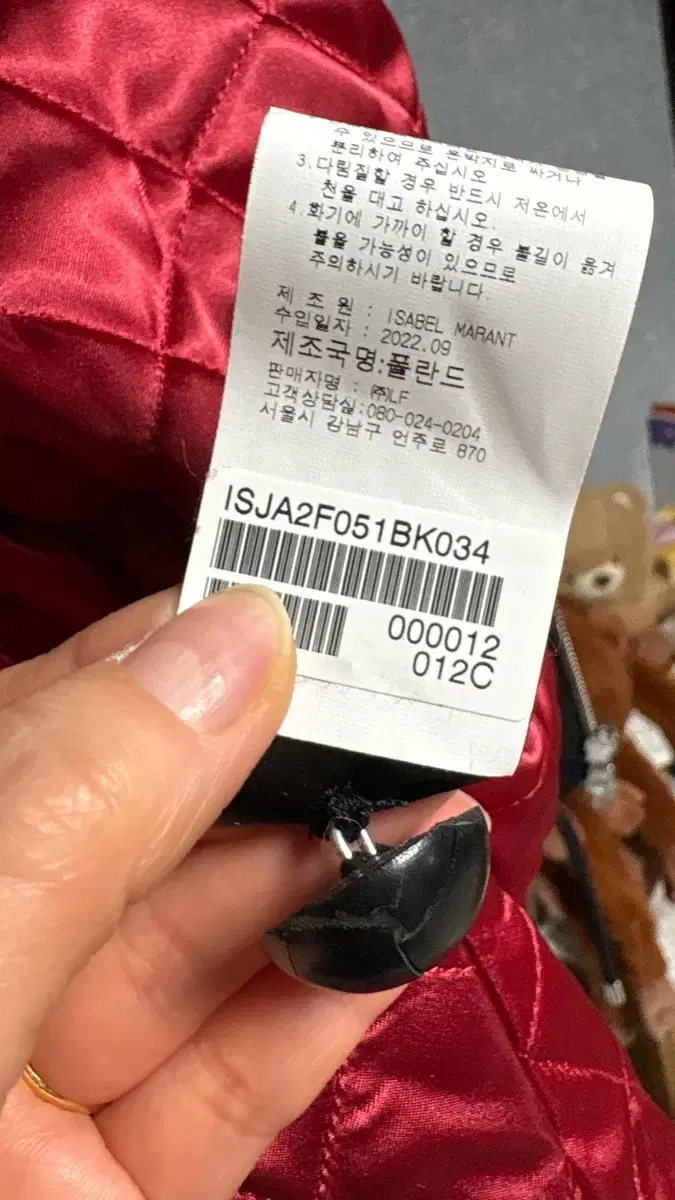 수 있으므로
분리하여 주십시오
3.다림질할 경우 반드시 저온에서
천을 대고 하십시오.
4.화기에 가까이 할 경우 불길이 옮겨
붙을 가능성이 있으므로
주의하시기 바랍니다.
제 조 원 : ISABEL MARANT
수입일자 : 2022.09
제조국명:폴란드
판매자명 : ㈜LF
고객상담실:080-024-0204
서울시 강남구 언주로 870
ISJA2F051BK034
000012
012C